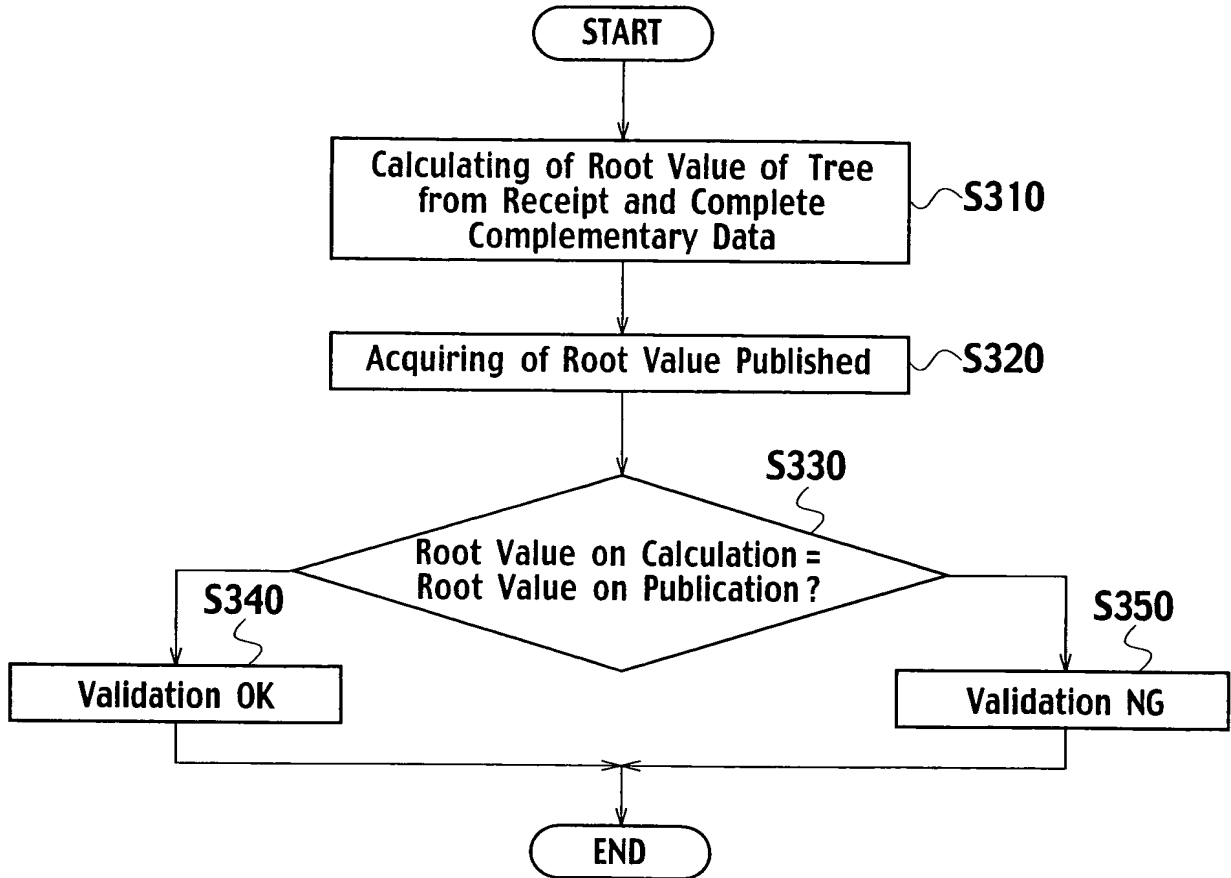 START
Calculating of Root Value of Tree
from Receipt and Complete
Complementary Data
S310
Acquiring of Root Value Published
S320
S330
Root Value on Calculation =
Root Value on Publication ?
S340
Validation OK
S350
Validation NG
END